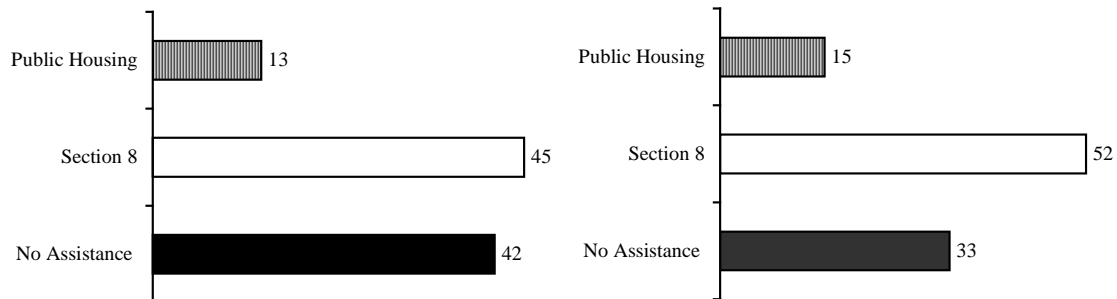 Public Housing 13
Section 8 45
No Assistance 42
Public Housing 15
Section 8 52
No Assistance 33